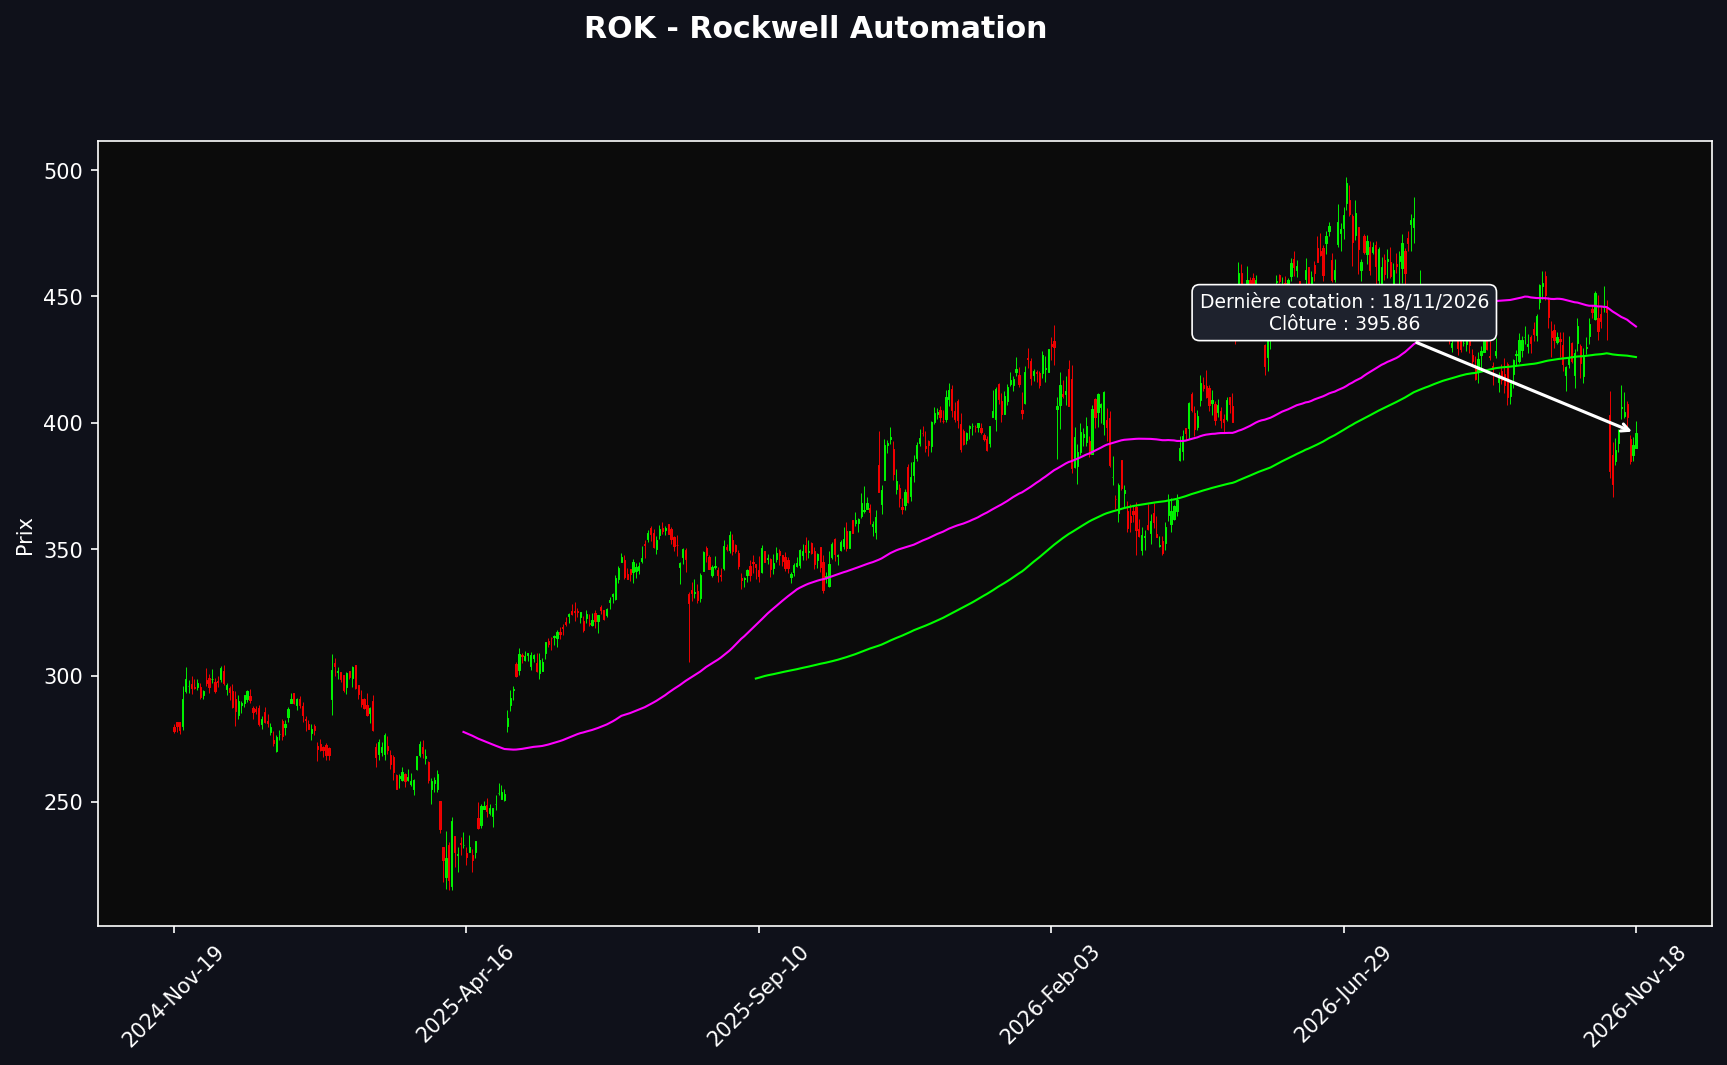 ROK - Rockwell Automation
500
450
400
350
300
250
Prix
Dernière cotation : 18/11/2026
Clôture : 395.86
2024-Nov-19
2025-Apr-16
2025-Sep-10
2026-Feb-03
2026-Jun-29
2026-Nov-18